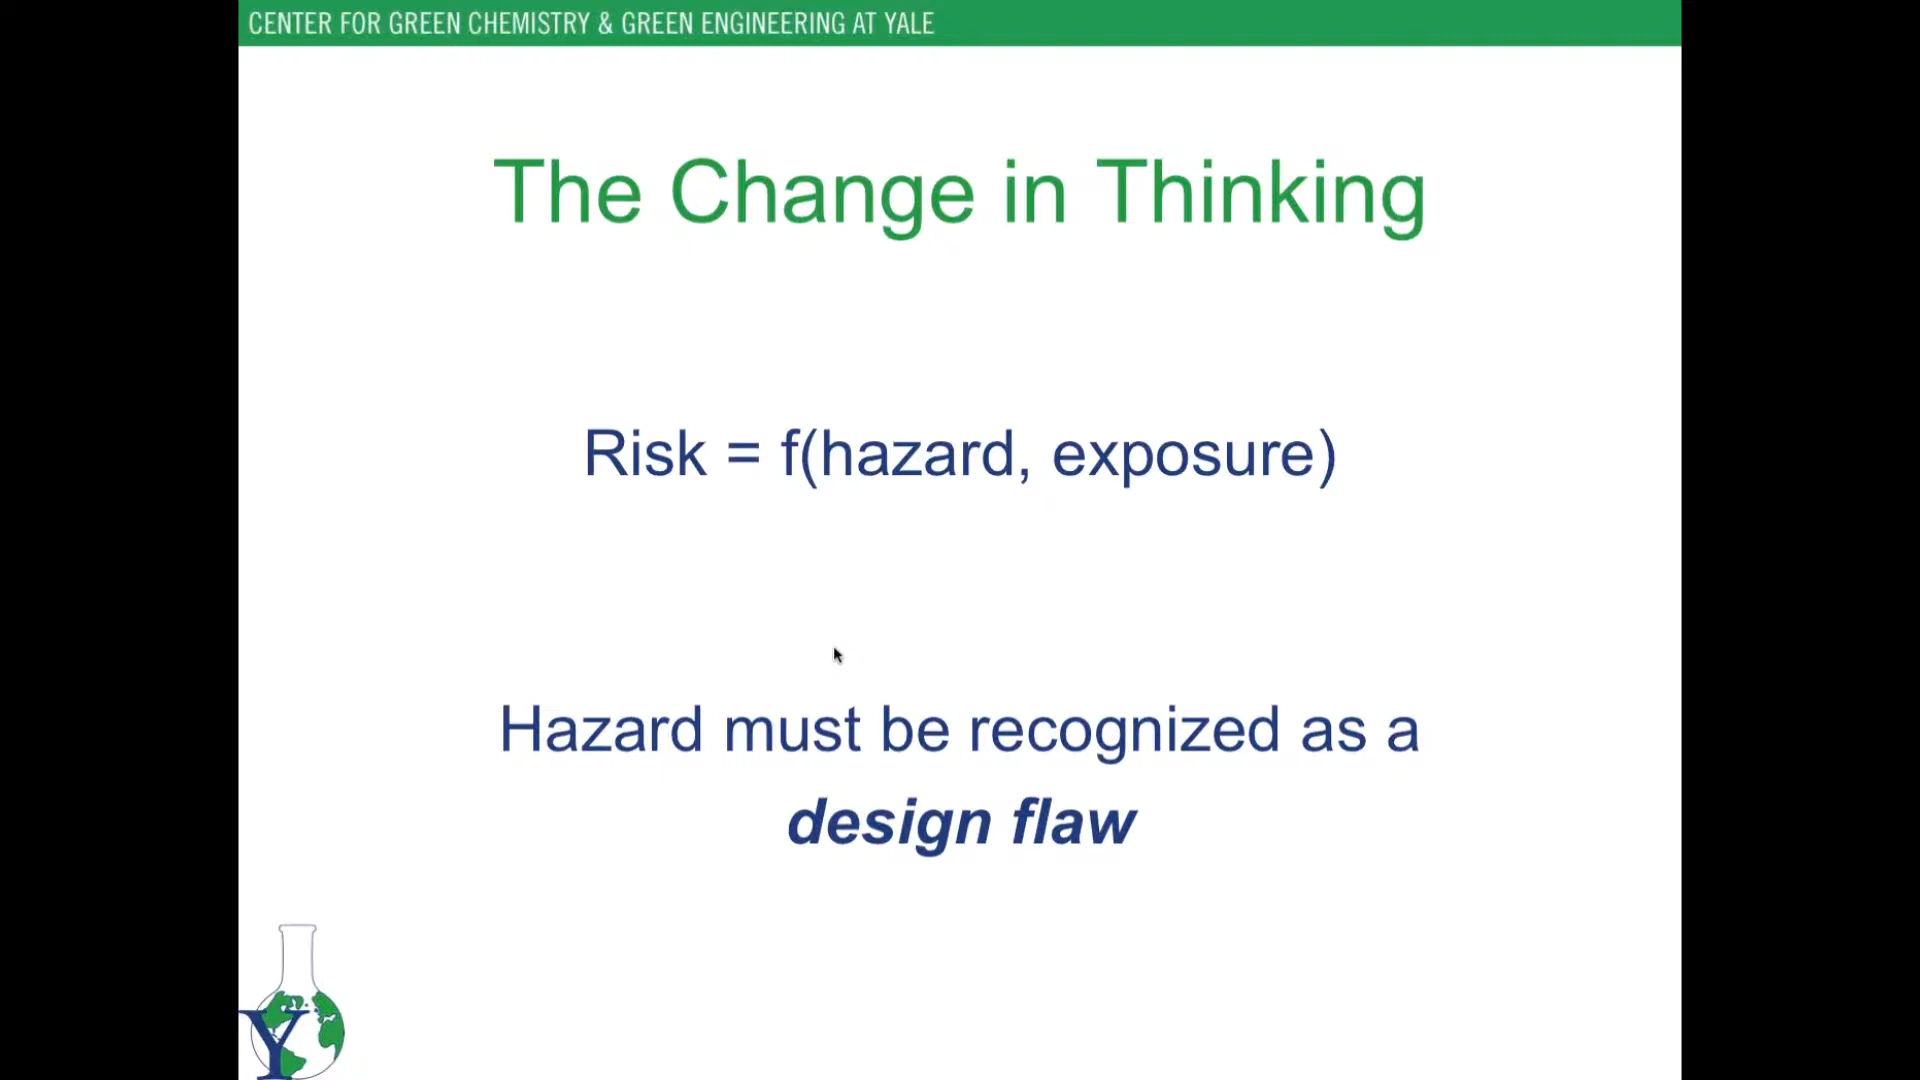 CENTER FOR GREEN CHEMISTRY & GREEN ENGINEERING AT YALE
The Change in Thinking
Risk = f(hazard, exposure)
Hazard must be recognized as a
design flaw
Y